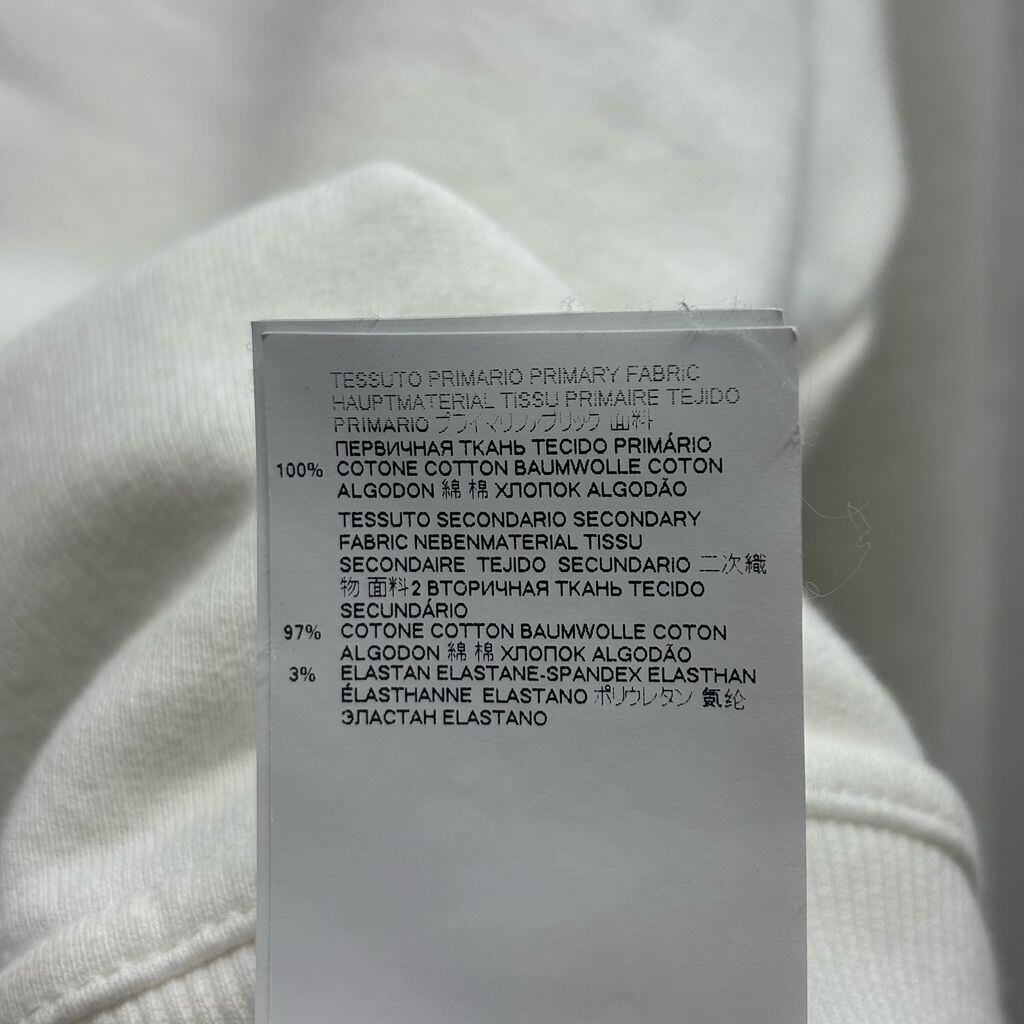 TESSUTO PRIMARIO PRIMARY FABRIC
HAUPTMATERIAL TISSU PRIMAIRE TEJIDO
PRIMARIO プライマリファブリック 面料
ПЕРВИЧНАЯ ТКАНЬ TECIDO PRIMÁRIO
100% COTONE COTTON BAUMWOLLE COTON
ALGODON 綿 棉 ХЛОПОК ALGODÃO
TESSUTO SECONDARIO SECONDARY
FABRIC NEBENMATERIAL TISSU
SECONDAIRE TEJIDO SECUNDARIO 二次織
物 面料2 ВТОРИЧНАЯ ТКАНЬ TECIDO
SECUNDÁRIO
97% COTONE COTTON BAUMWOLLE COTON
ALGODON 綿 棉 ХЛОПОК ALGODÃO
3% ELASTAN ELASTANE-SPANDEX ELASTHAN
ÉLASTHANNE ELASTANO ポリウレタン 氨纶
ЭЛАСТАН ELASTANO